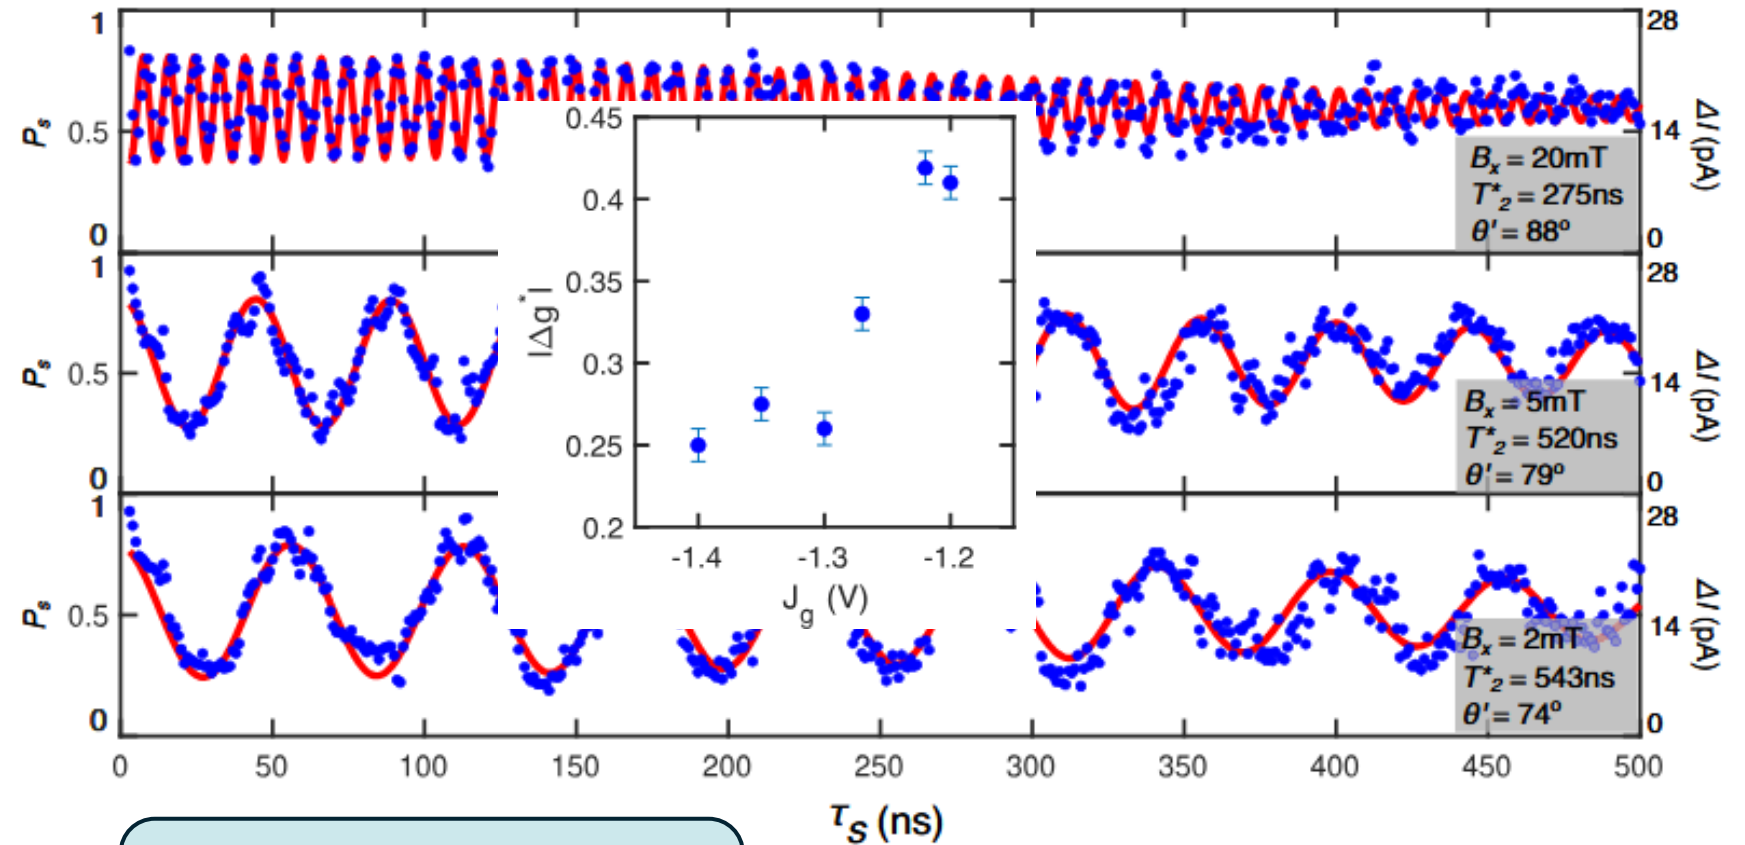 1
28
P_s
0.5
14
ΔI (pA)
B_x = 20mT
T*_2 = 275ns
θ' = 88º
0
0
1
28
P_s
0.5
14
ΔI (pA)
B_x = 5mT
T*_2 = 520ns
θ' = 79º
0
0
1
28
P_s
0.5
14
ΔI (pA)
B_x = 2mT
T*_2 = 543ns
θ' = 74º
0
0
0 50 100 150 200 250 300 350 400 450 500
τ_S (ns)
0.45
0.4
0.35
0.3
0.25
0.2
|Δg*|
-1.4 -1.3 -1.2
J_g (V)